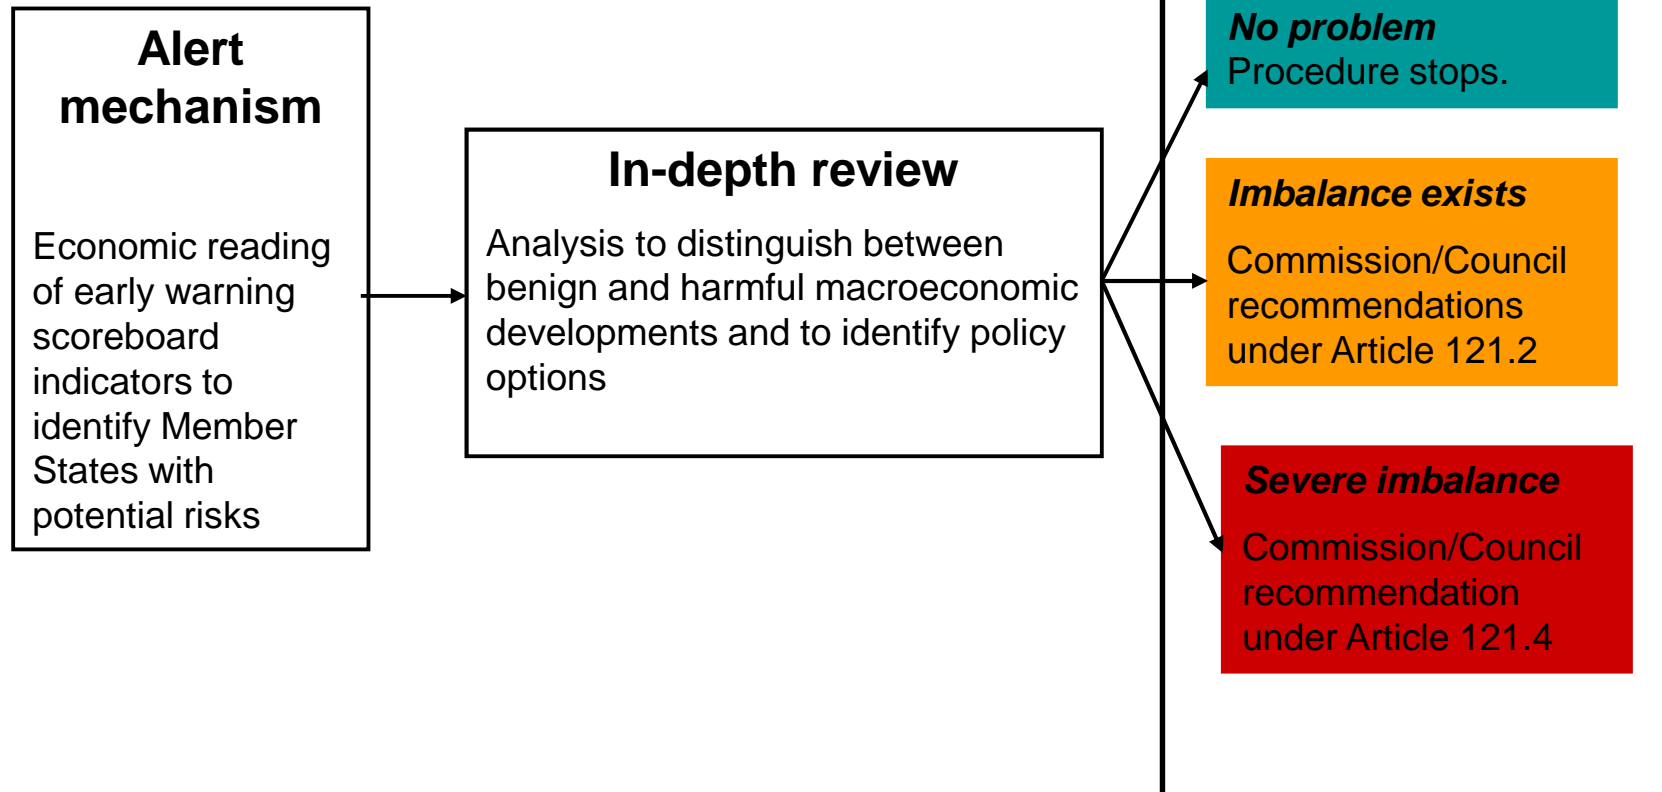 Alert
mechanism
Economic reading
of early warning
scoreboard
indicators to
identify Member
States with
potential risks
In-depth review
Analysis to distinguish between
benign and harmful macroeconomic
developments and to identify policy
options
No problem
Procedure stops.
Imbalance exists
Commission/Council
recommendations
under Article 121.2
Severe imbalance
Commission/Council
recommendation
under Article 121.4